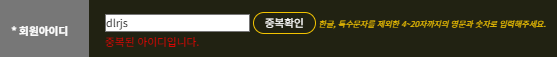 * 회원아이디
dlrjs 중복확인 한글, 특수문자를 제외한 4~20자까지의 영문과 숫자로 입력해주세요.
중복된 아이디입니다.